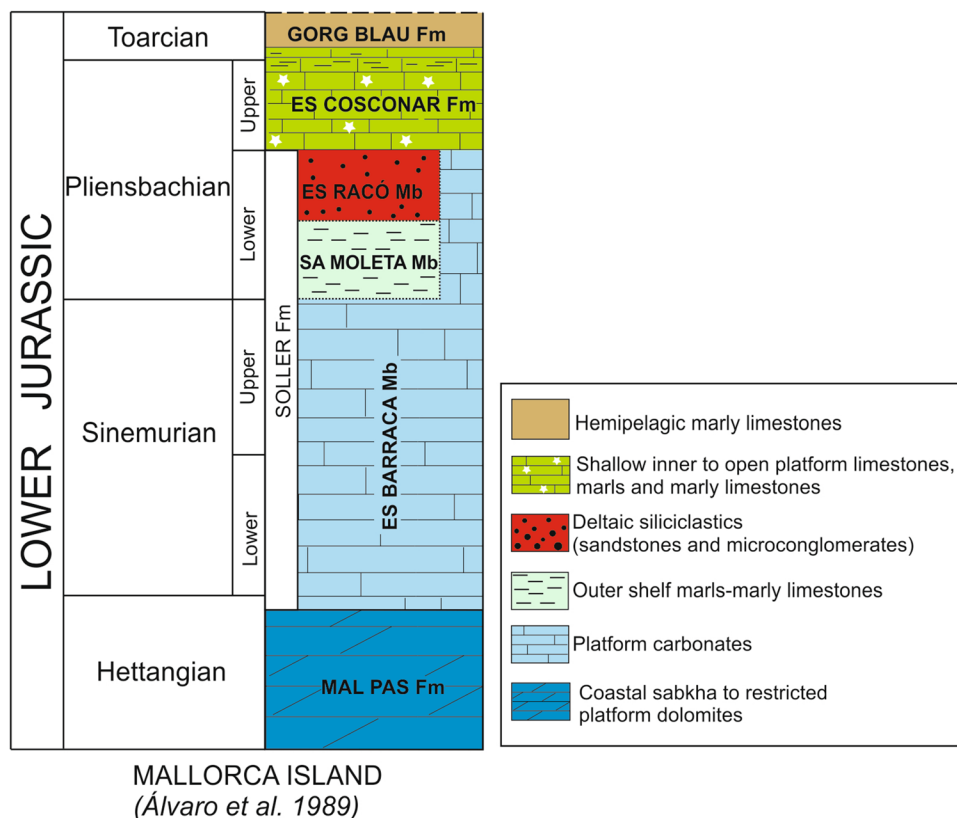 LOWER JURASSIC
Toarcian
Pliensbachian
Upper
Lower
Sinemurian
Upper
Lower
Hettangian
GORG BLAU Fm
ES COSCONAR Fm
SOLLER Fm
ES RACÓ Mb
SA MOLETA Mb
ES BARRACA Mb
MAL PAS Fm
MALLORCA ISLAND
(Álvaro et al. 1989)
Hemipelagic marly limestones
Shallow inner to open platform limestones,
marls and marly limestones
Deltaic siliciclastics
(sandstones and microconglomerates)
Outer shelf marls-marly limestones
Platform carbonates
Coastal sabkha to restricted
platform dolomites